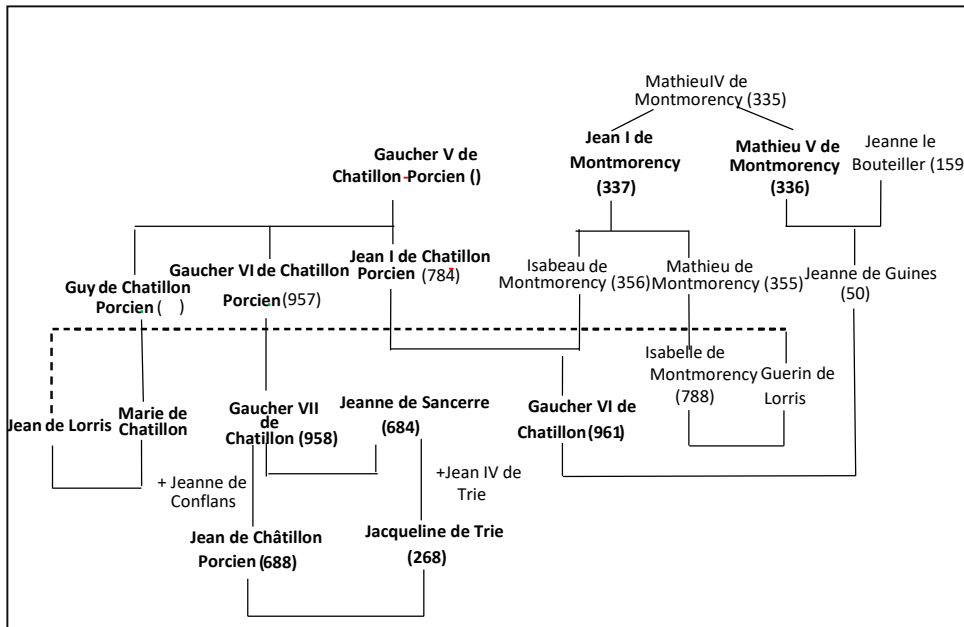 MathieuIV de
Montmorency (335)
Jean I de
Montmorency
(337)
Mathieu V de
Montmorency
(336)
Jeanne le
Bouteiller (159
Gaucher V de
Chatillon-Porcien ()
Guy de Chatillon
Porcien ( )
Gaucher VI de Chatillon
Porcien (957)
Jean I de Chatillon
Porcien (784)
Isabeau de
Montmorency (356)
Mathieu de
Montmorency (355)
Jeanne de Guines
(50)
Jean de Lorris
Marie de
Chatillon
Gaucher VII
de
Chatillon (958)
Jeanne de Sancerre
(684)
Gaucher VI de
Chatillon (961)
Isabelle de
Montmorency
(788)
Guerin de
Lorris
+ Jeanne de
Conflans
+Jean IV de
Trie
Jean de Châtillon
Porcien (688)
Jacqueline de Trie
(268)